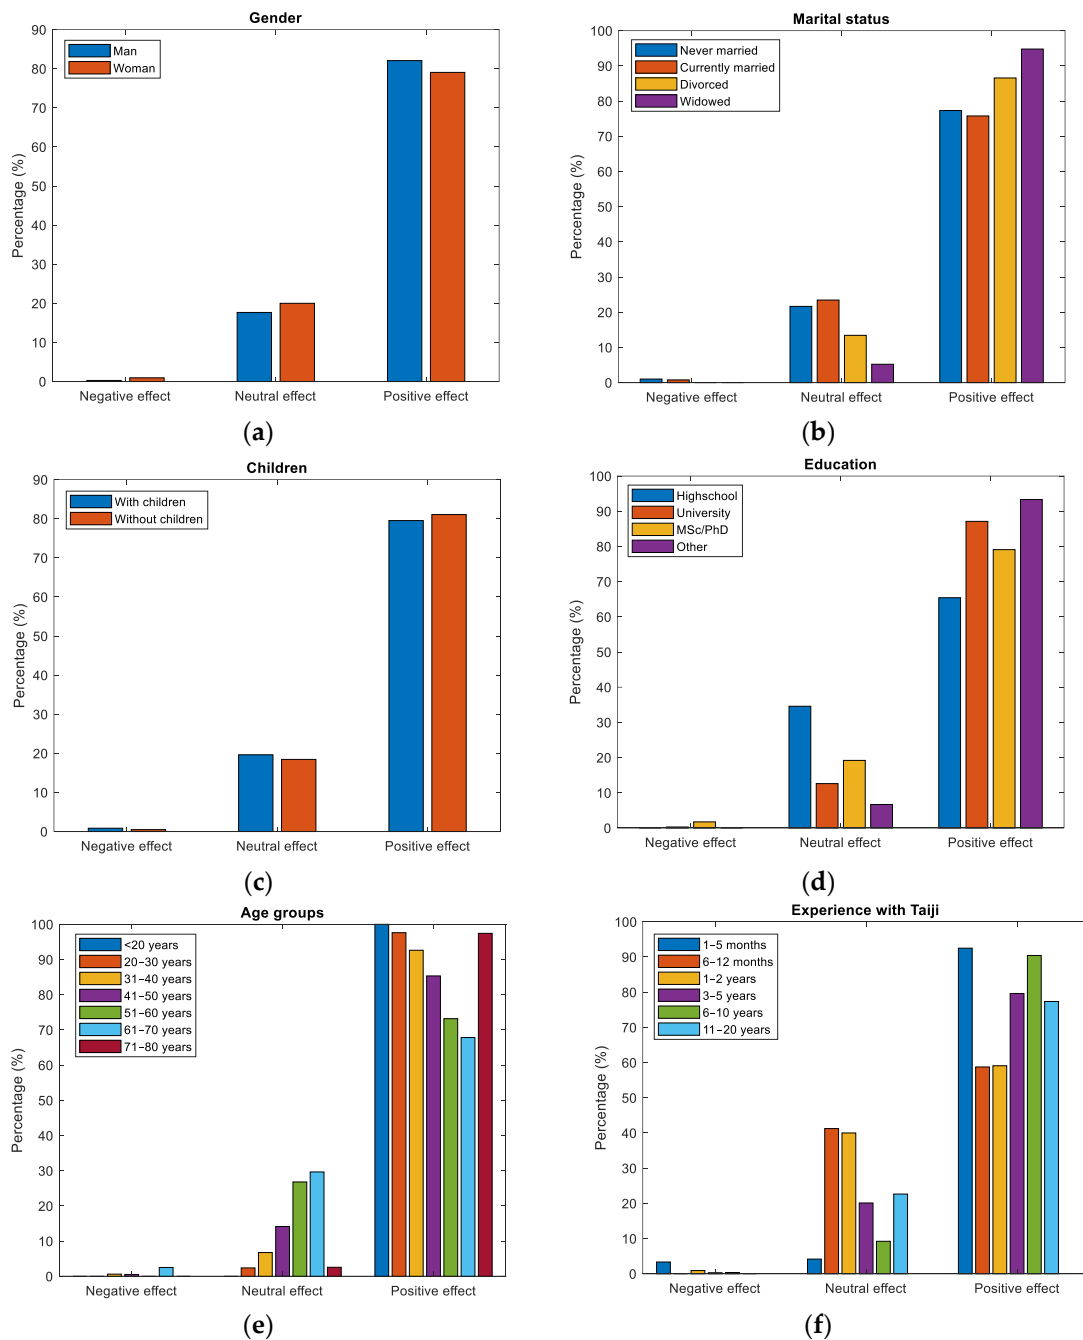 Gender
90
80
70
60
50
40
30
20
10
0
Percentage (%)
Man
Woman
Negative effect
Neutral effect
Positive effect
(a)
Marital status
100
90
80
70
60
50
40
30
20
10
0
Percentage (%)
Never married
Currently married
Divorced
Widowed
Negative effect
Neutral effect
Positive effect
(b)
Children
90
80
70
60
50
40
30
20
10
0
Percentage (%)
With children
Without children
Negative effect
Neutral effect
Positive effect
(c)
Education
100
90
80
70
60
50
40
30
20
10
0
Percentage (%)
Highschool
University
MSc/PhD
Other
Negative effect
Neutral effect
Positive effect
(d)
Age groups
100
90
80
70
60
50
40
30
20
10
0
Percentage (%)
<20 years
20–30 years
31–40 years
41–50 years
51–60 years
61–70 years
71–80 years
Negative effect
Neutral effect
Positive effect
(e)
Experience with Taiji
100
90
80
70
60
50
40
30
20
10
0
Percentage (%)
1–5 months
6–12 months
1–2 years
3–5 years
6–10 years
11–20 years
Negative effect
Neutral effect
Positive effect
(f)